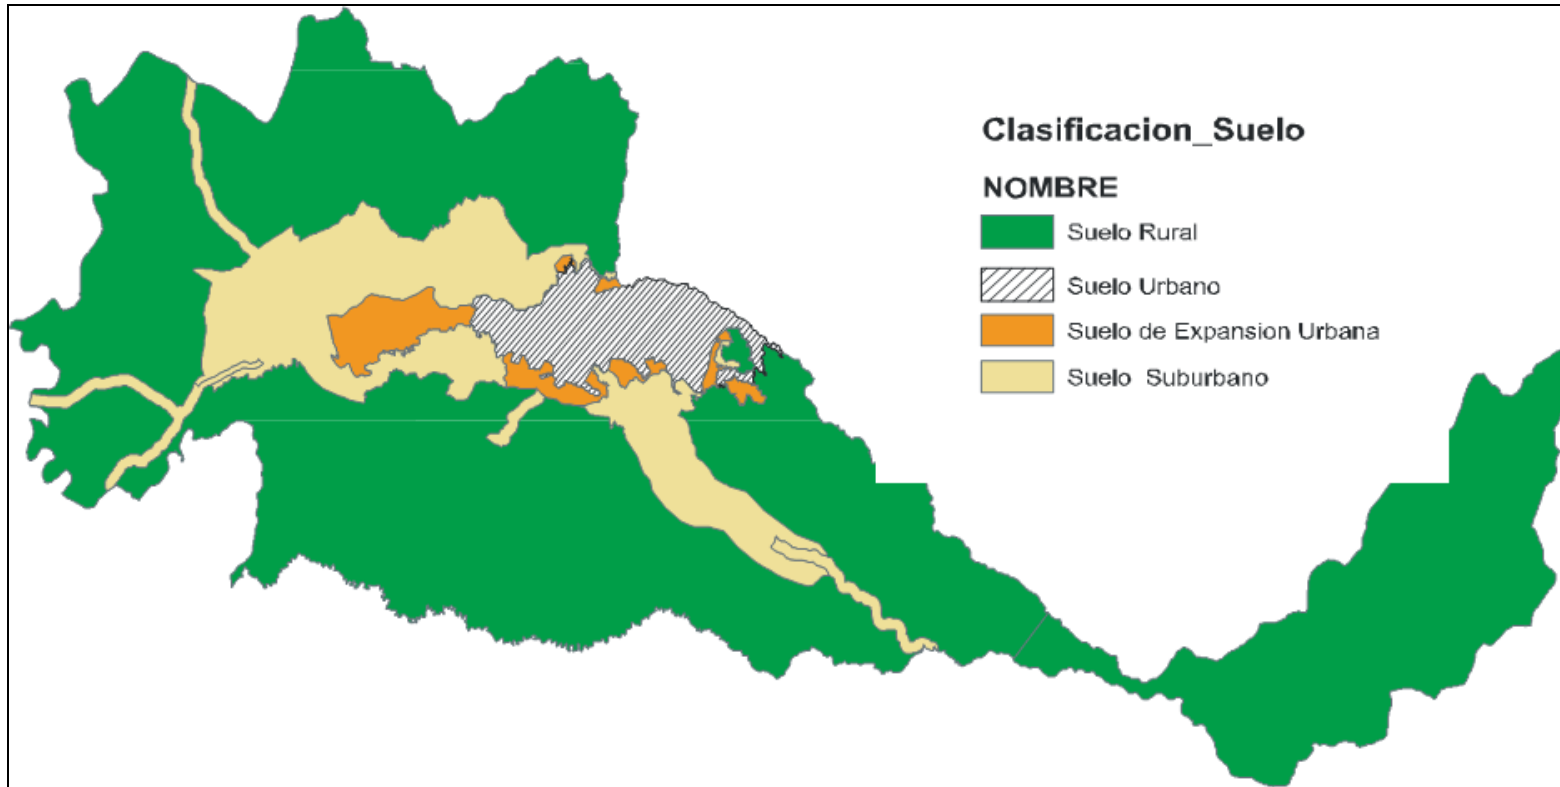 Clasificacion_Suelo
NOMBRE
Suelo Rural
Suelo Urbano
Suelo de Expansion Urbana
Suelo Suburbano